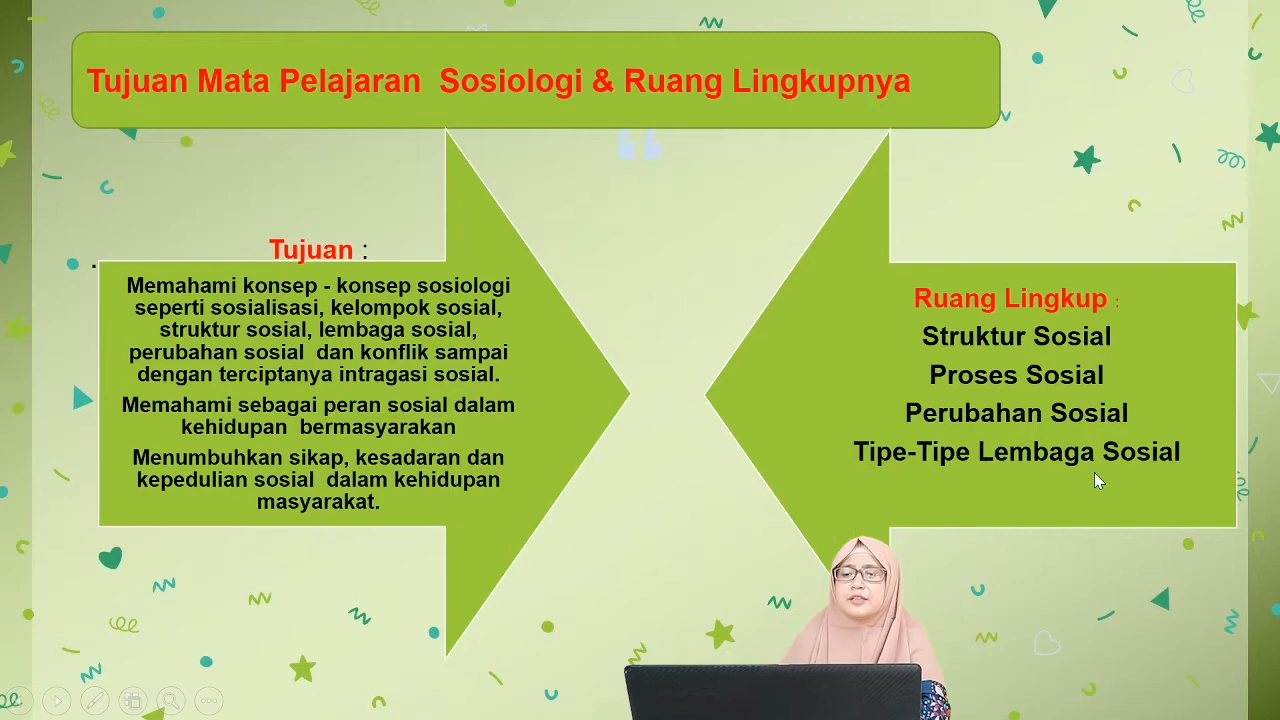 Tujuan Mata Pelajaran  Sosiologi & Ruang Lingkupnya
Tujuan :
Memahami konsep - konsep sosiologi
seperti sosialisasi, kelompok sosial,
struktur sosial, lembaga sosial,
perubahan sosial  dan konflik sampai
dengan terciptanya intragasi sosial.
Memahami sebagai peran sosial dalam
kehidupan  bermasyarakan
Menumbuhkan sikap, kesadaran dan
kepedulian sosial  dalam kehidupan
masyarakat.
Ruang Lingkup :
Struktur Sosial
Proses Sosial
Perubahan Sosial
Tipe-Tipe Lembaga Sosial